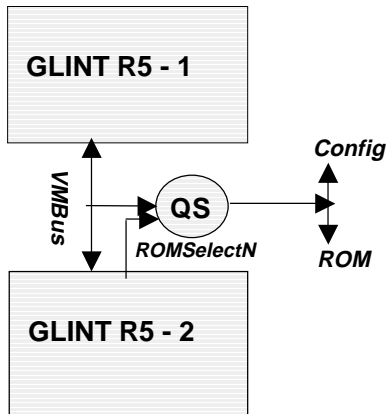 GLINT R5 - 1
Config
VMBus
QS
ROMSelectN
ROM
GLINT R5 - 2